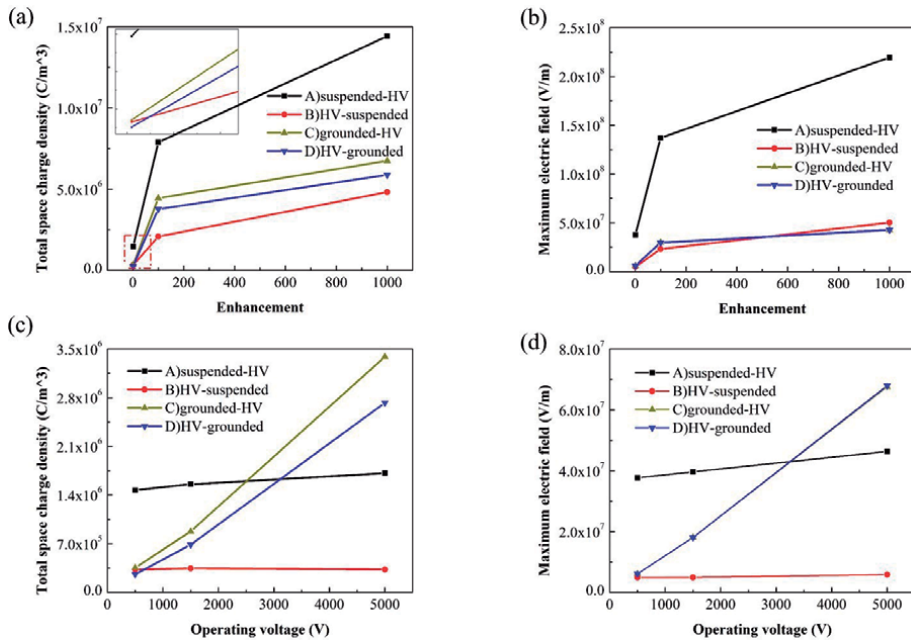 (a)
Total space charge density (C/m^3)
1.5x10^7
1.0x10^7
5.0x10^6
0.0
A)suspended-HV
B)HV-suspended
C)grounded-HV
D)HV-grounded
0 200 400 600 800 1000
Enhancement
(b)
Maximum electric field (V/m)
2.5x10^8
2.0x10^8
1.5x10^8
1.0x10^8
5.0x10^7
0.0
A)suspended-HV
B)HV-suspended
C)grounded-HV
D)HV-grounded
0 200 400 600 800 1000
Enhancement
(c)
Total space charge density (C/m^3)
3.5x10^6
2.8x10^6
2.1x10^6
1.4x10^6
7.0x10^5
0.0
A)suspended-HV
B)HV-suspended
C)grounded-HV
D)HV-grounded
0 1000 2000 3000 4000 5000
Operating voltage (V)
(d)
Maximum electric field (V/m)
8.0x10^7
6.0x10^7
4.0x10^7
2.0x10^7
0.0
A)suspended-HV
B)HV-suspended
C)grounded-HV
D)HV-grounded
0 1000 2000 3000 4000 5000
Operating voltage (V)